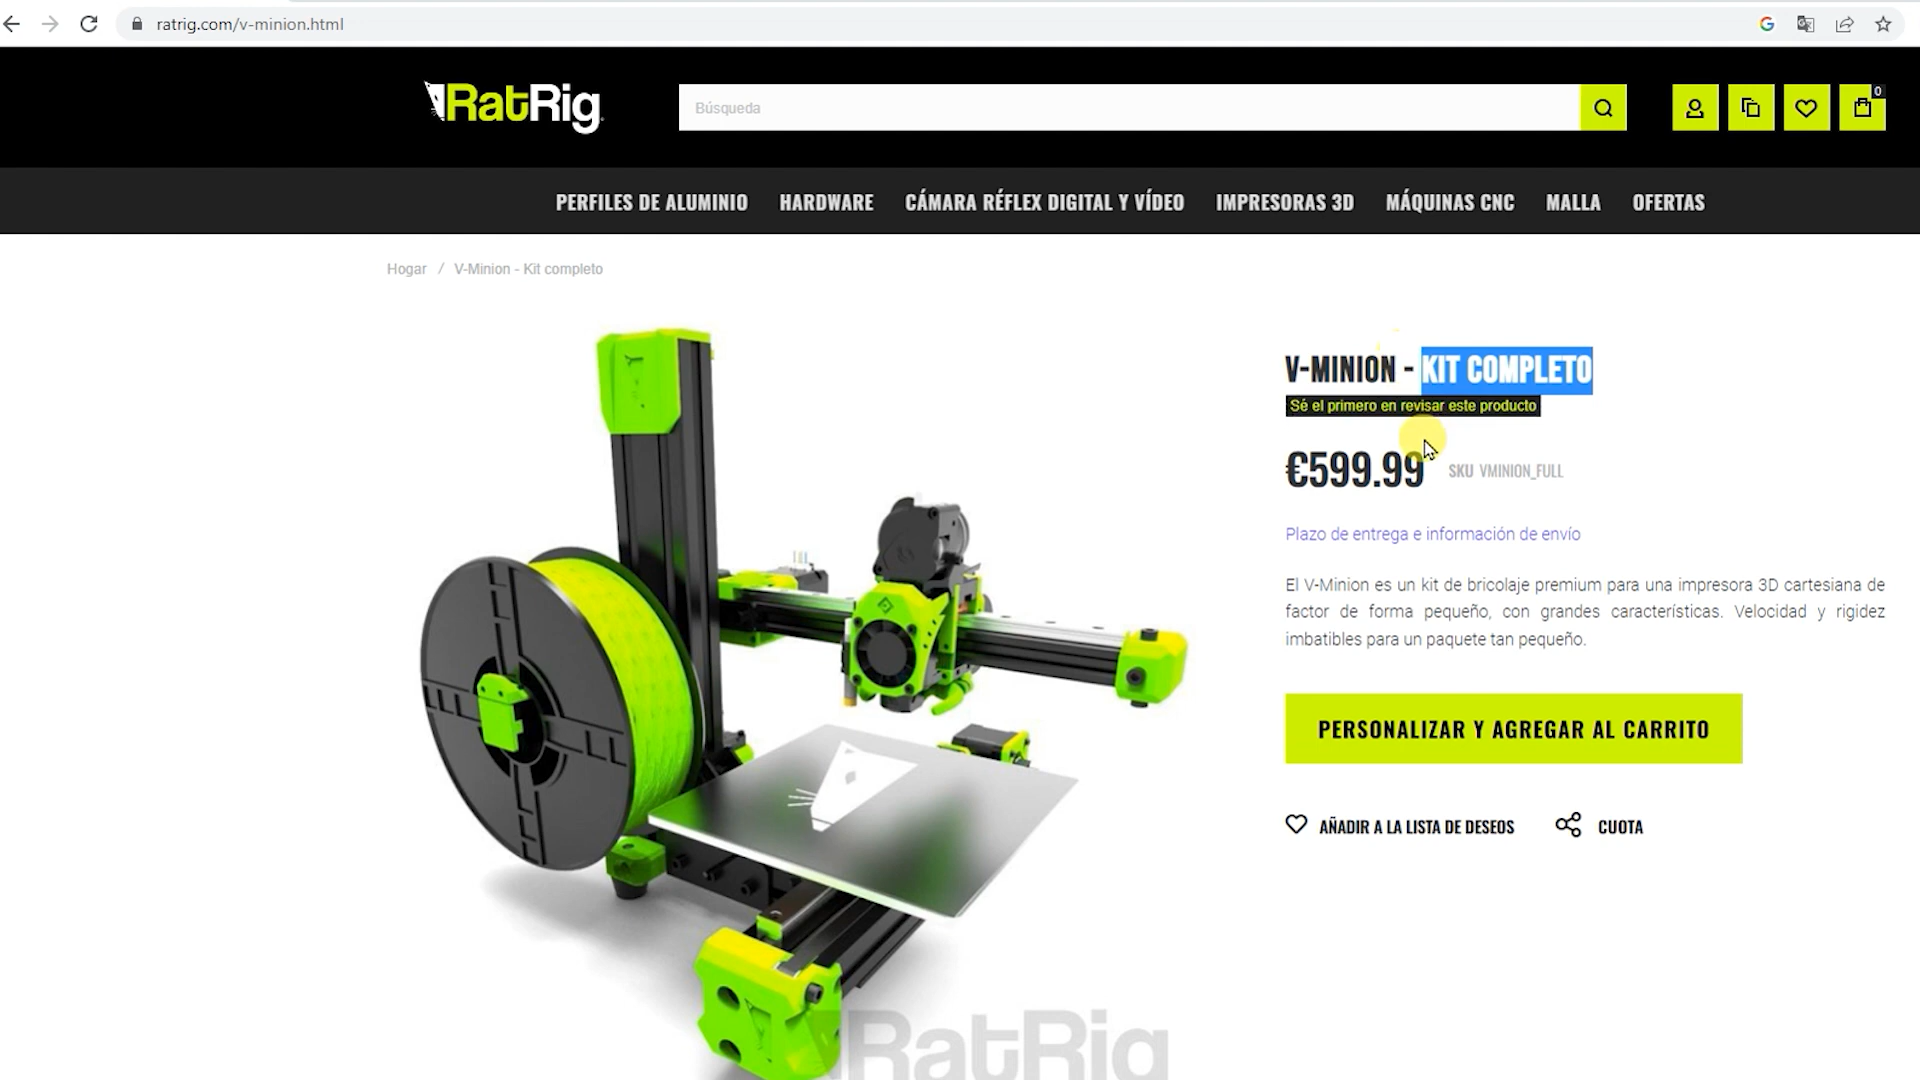 ratrig.com/v-minion.html
RatRig
Búsqueda
0
PERFILES DE ALUMINIO HARDWARE CÁMARA RÉFLEX DIGITAL Y VÍDEO IMPRESORAS 3D MÁQUINAS CNC MALLA OFERTAS
Hogar / V-Minion - Kit completo
V-MINION - KIT COMPLETO
Sé el primero en revisar este producto
€599.99 SKU VMINION_FULL
Plazo de entrega e información de envío
El V-Minion es un kit de bricolaje premium para una impresora 3D cartesiana de
factor de forma pequeño, con grandes características. Velocidad y rigidez
imbatibles para un paquete tan pequeño.
PERSONALIZAR Y AGREGAR AL CARRITO
AÑADIR A LA LISTA DE DESEOS CUOTA
RatRig